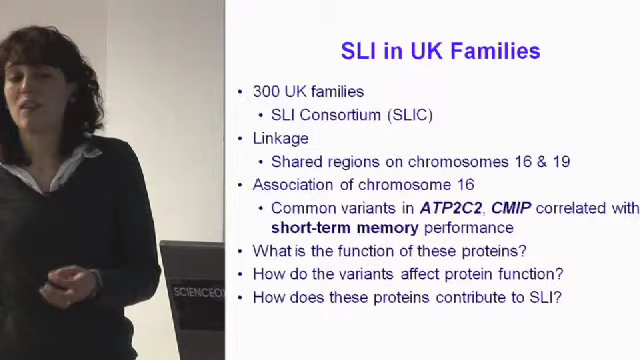 SLI in UK Families
• 300 UK families
• SLI Consortium (SLIC)
• Linkage
• Shared regions on chromosomes 16 & 19
• Association of chromosome 16
• Common variants in ATP2C2, CMIP correlated with
short-term memory performance
• What is the function of these proteins?
• How do the variants affect protein function?
• How does these proteins contribute to SLI?